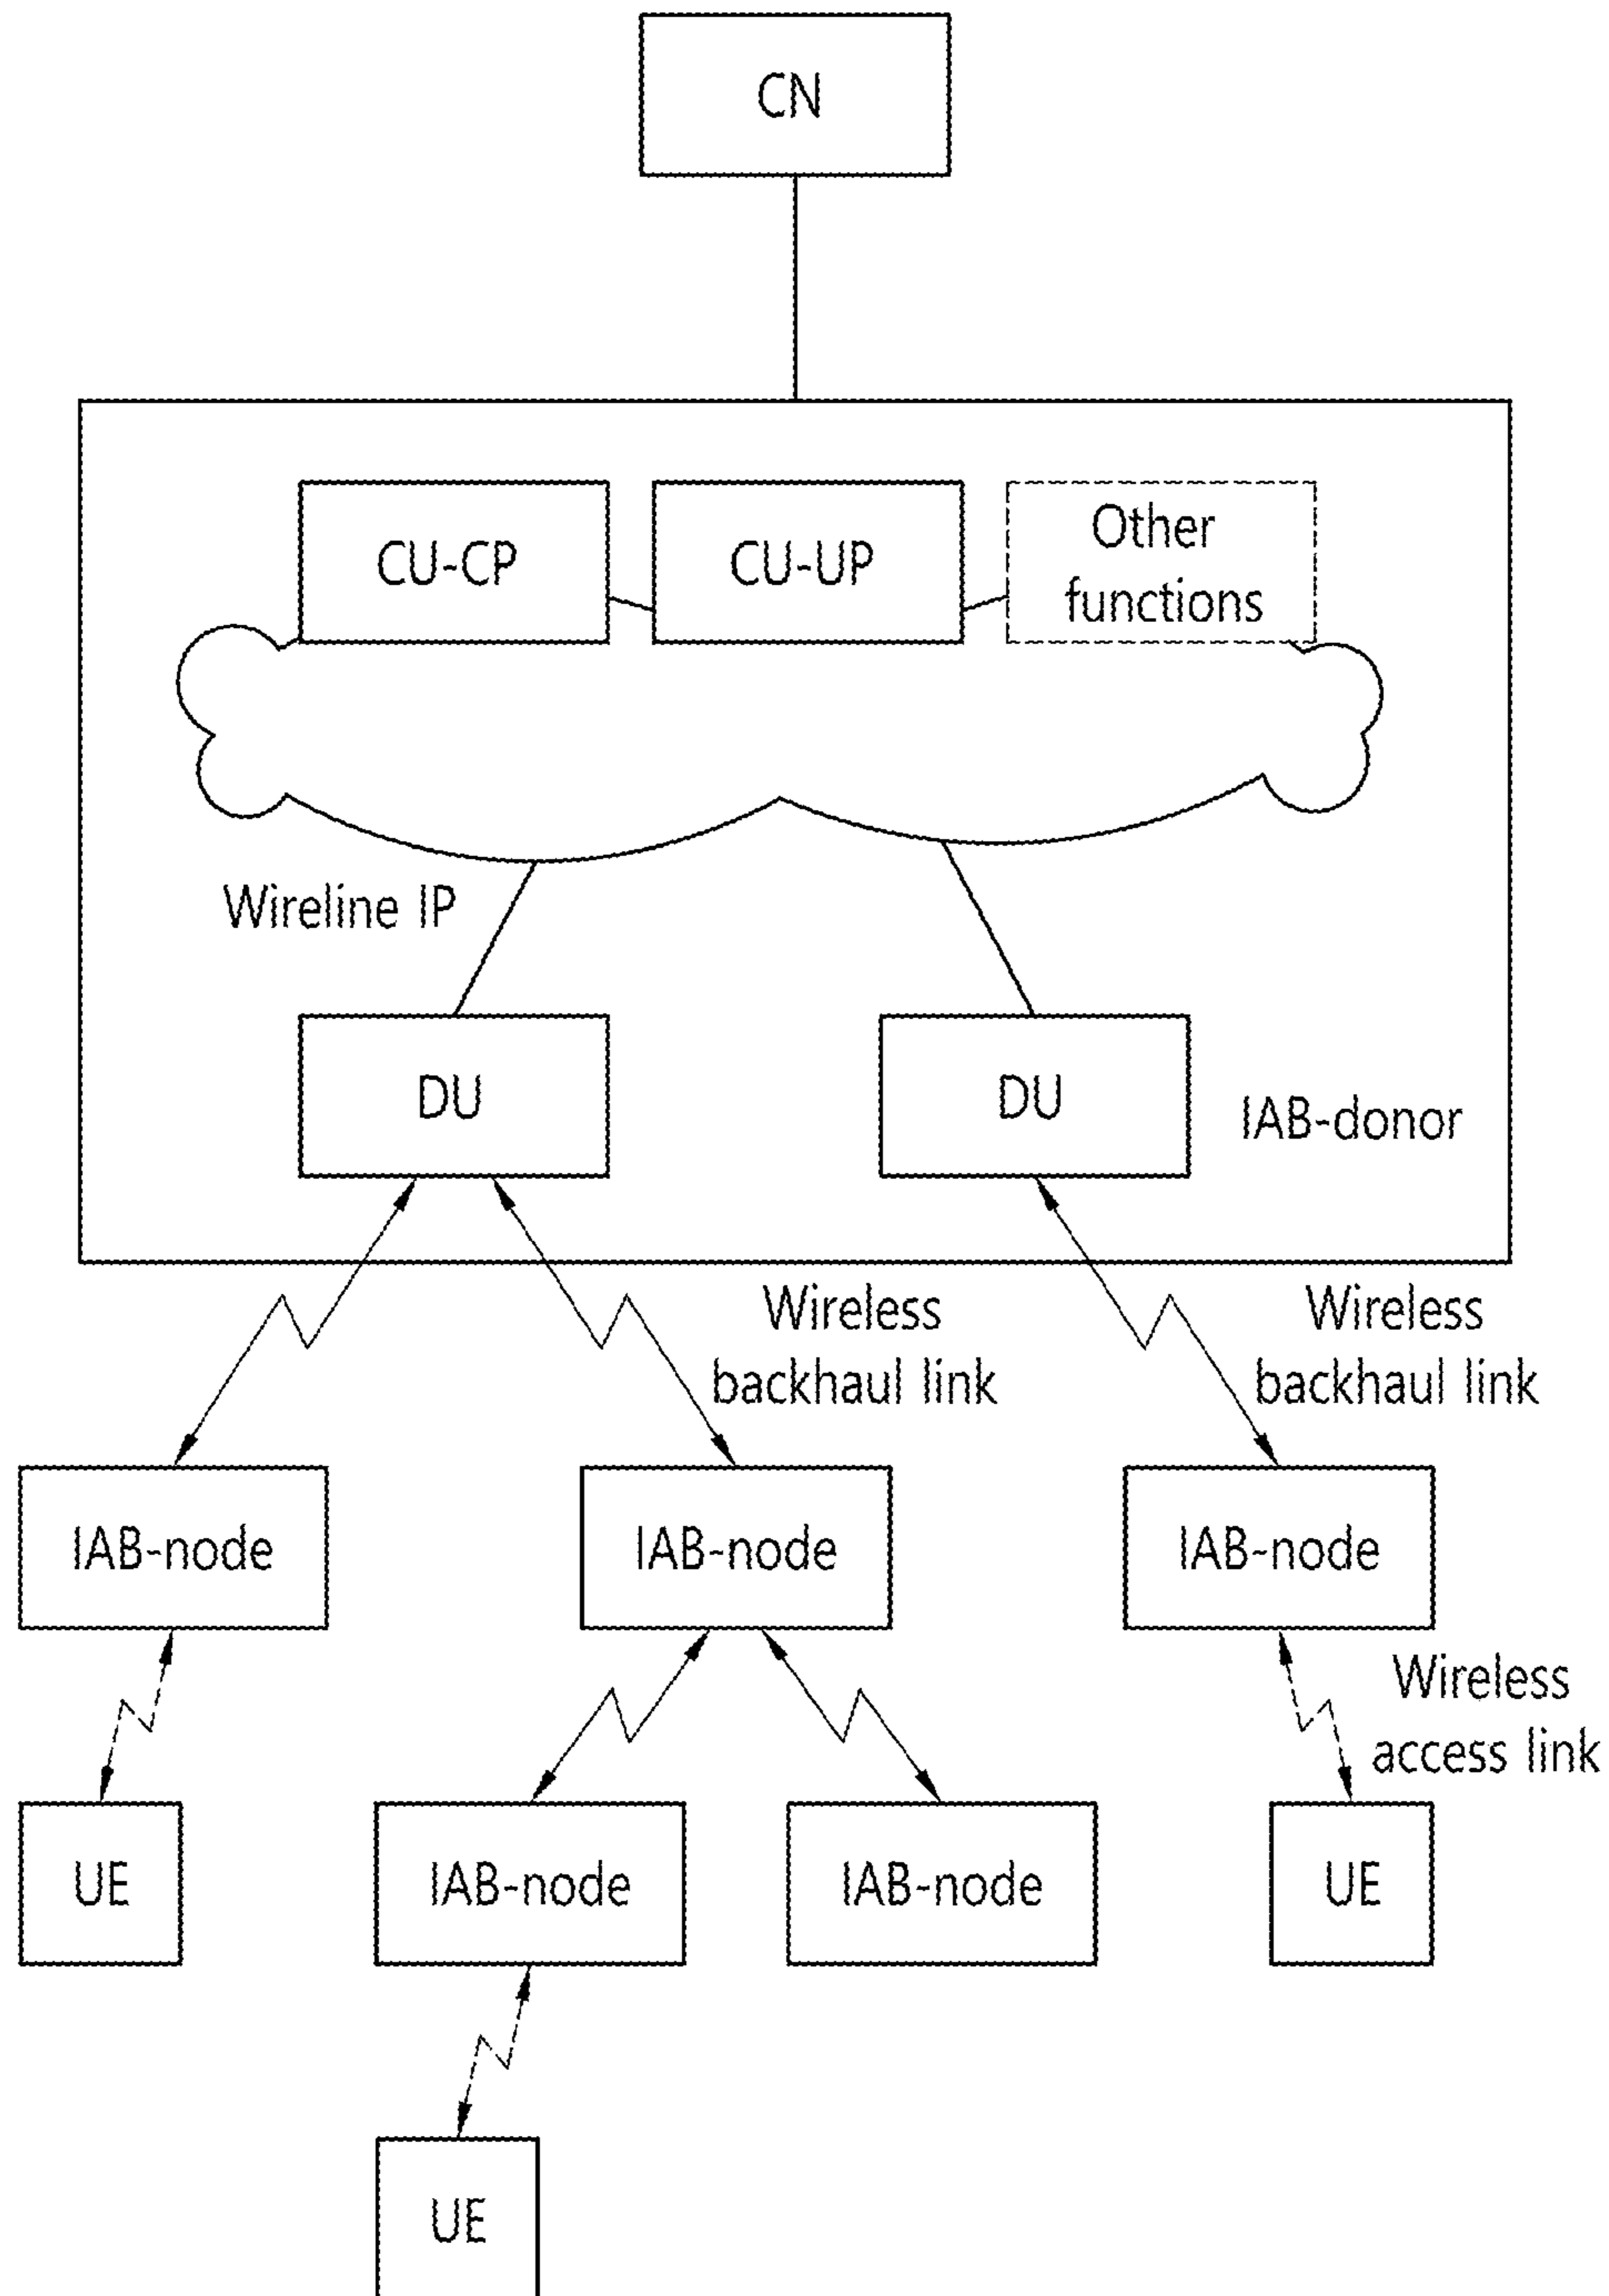 CN
CU-CP
CU-UP
Other
functions
Wireline IP
DU
DU
IAB-donor
Wireless
backhaul link
Wireless
backhaul link
IAB-node
IAB-node
IAB-node
Wireless
access link
UE
IAB-node
IAB-node
UE
UE